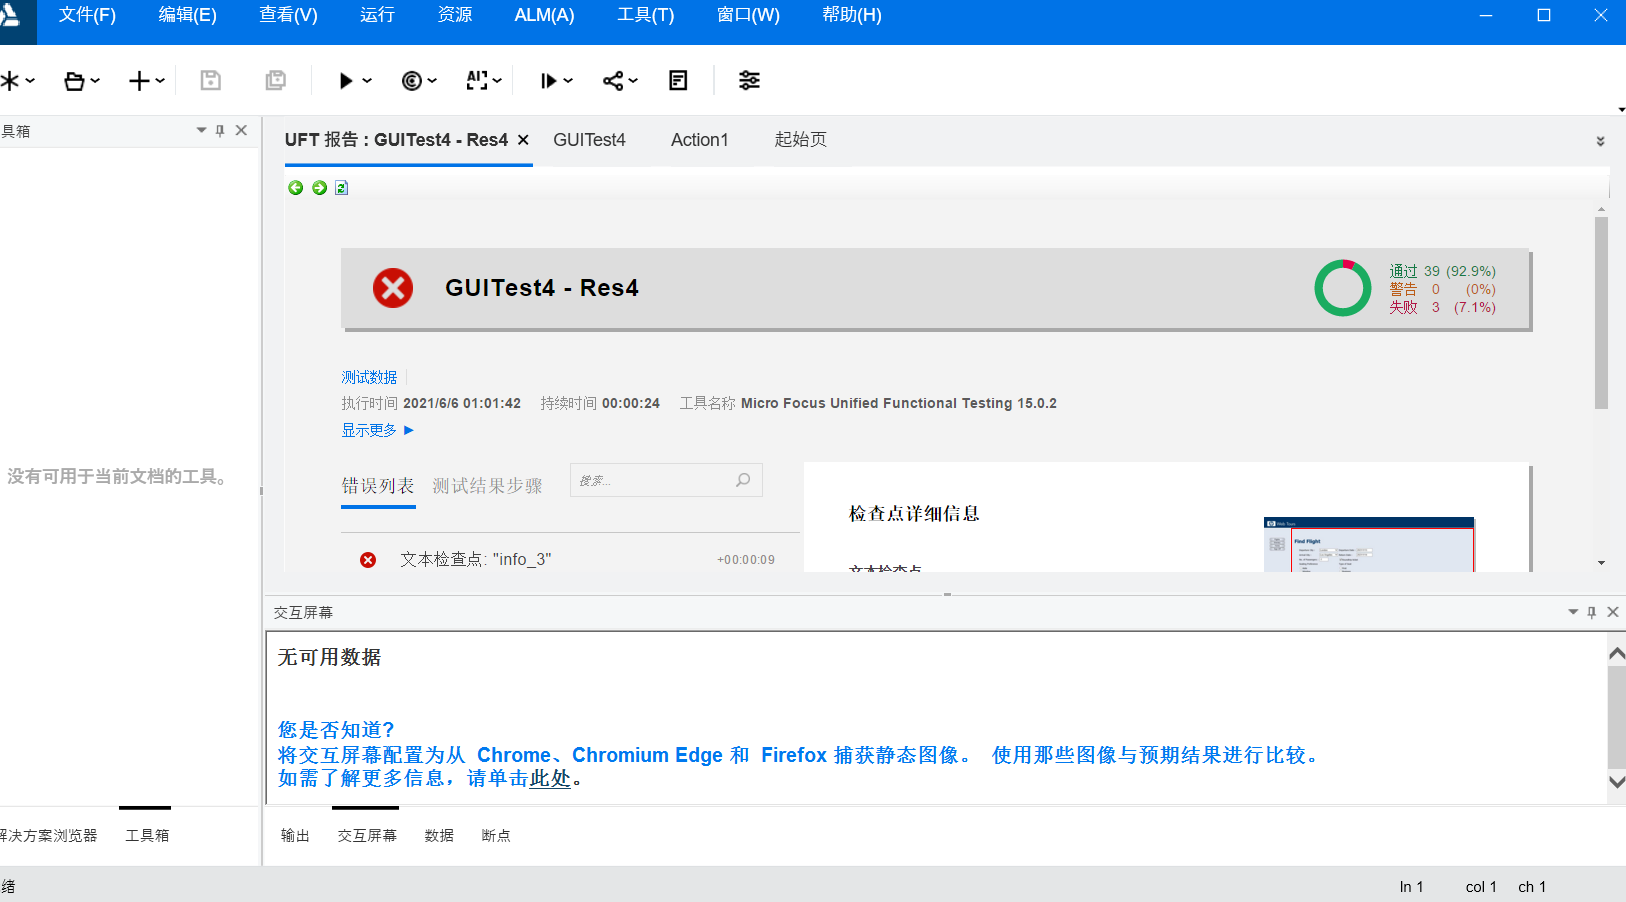 文件(F) 编辑(E) 查看(V) 运行 资源 ALM(A) 工具(T) 窗口(W) 帮助(H)
AI
具箱
UFT 报告 : GUITest4 - Res4 GUITest4 Action1 起始页
GUITest4 - Res4
通过 39 (92.9%)
警告 0 (0%)
失败 3 (7.1%)
测试数据
执行时间 2021/6/6 01:01:42 持续时间 00:00:24 工具名称 Micro Focus Unified Functional Testing 15.0.2
显示更多
错误列表 测试结果步骤 搜索...
文本检查点: "info_3" +00:00:09
检查点详细信息
文本检查点
Find Flight
没有可用于当前文档的工具。
交互屏幕
无可用数据
您是否知道?
将交互屏幕配置为从 Chrome、Chromium Edge 和 Firefox 捕获静态图像。 使用那些图像与预期结果进行比较。
如需了解更多信息，请单击此处。
解决方案浏览器 工具箱
输出 交互屏幕 数据 断点
绪 ln 1 col 1 ch 1